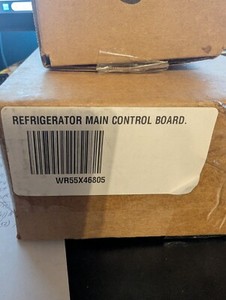 REFRIGERATOR MAIN CONTROL BOARD.
WR55X46805